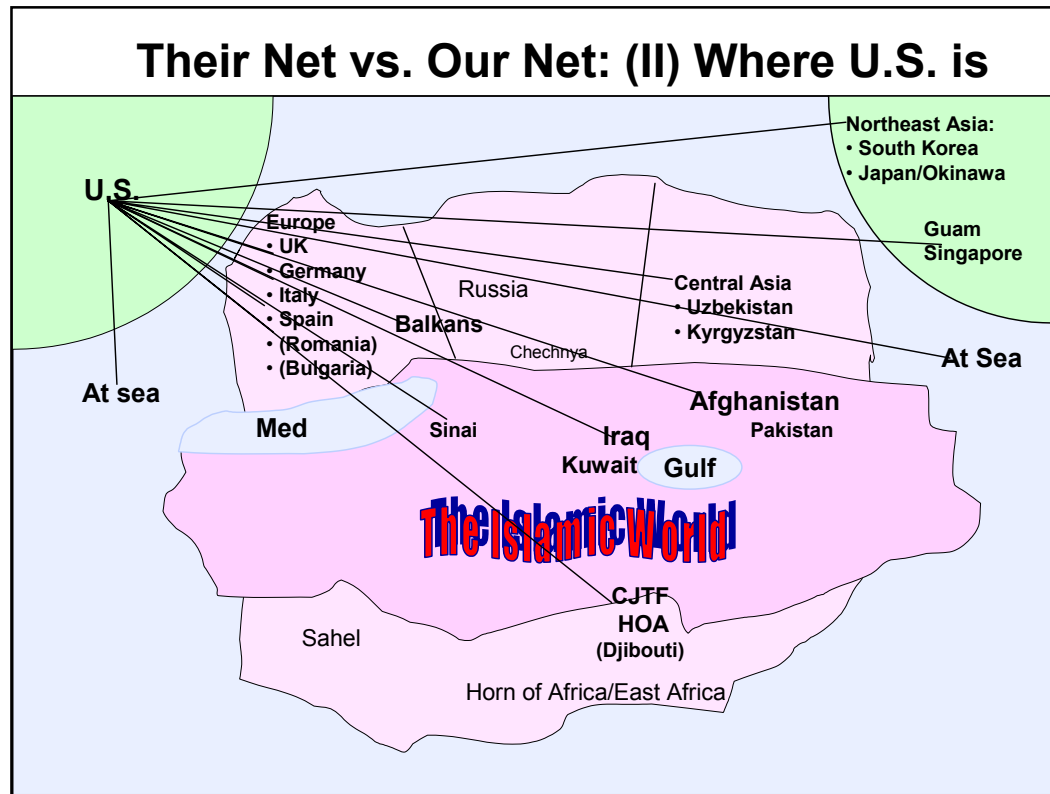 Their Net vs. Our Net: (II) Where U.S. is
U.S.
At sea
Europe
• UK
• Germany
• Italy
• Spain
• (Romania)
• (Bulgaria)
Balkans
Russia
Chechnya
Northeast Asia:
• South Korea
• Japan/Okinawa
Guam
Singapore
Central Asia
• Uzbekistan
• Kyrgyzstan
At Sea
Med
Sinai
Afghanistan
Pakistan
Iraq
Kuwait
Gulf
The Islamic World
CJTF
HOA
(Djibouti)
Sahel
Horn of Africa/East Africa